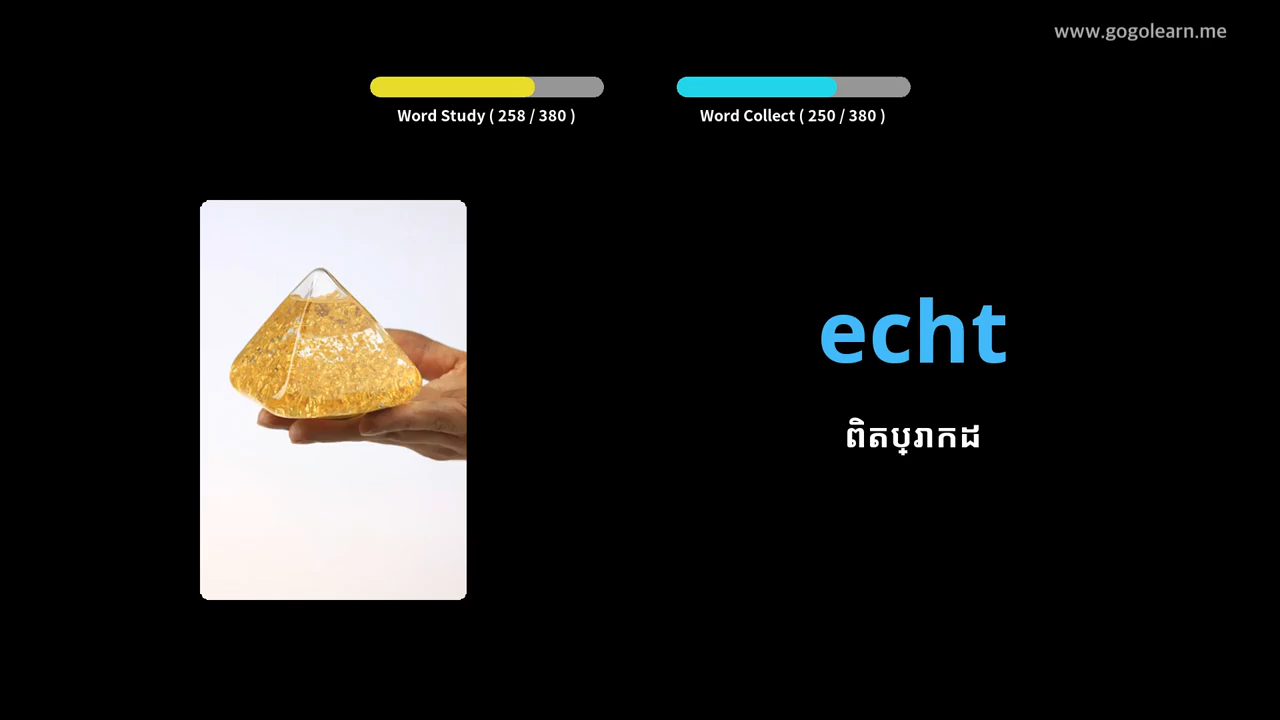 www.gogolearn.me
Word Study ( 258 / 380 )
Word Collect ( 250 / 380 )
echt
ពិតប្រាកដ